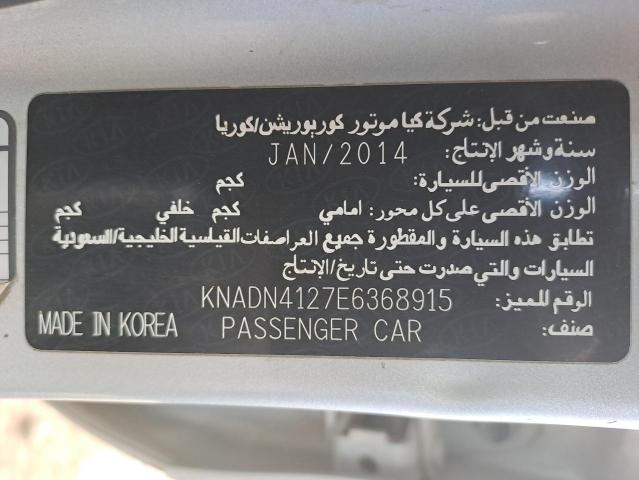 صنعت من قبل: شركة كيا موتور كوربوريشن/كوريا
سنة وشهر الإنتاج: JAN/2014
الوزن الأقصى للسيارة: كجم
الوزن الأقصى على كل محور: امامي كجم خلفي كجم
تطابق هذه السيارة والمقطورة جميع العراصفات القياسية الخليجية/السعودية
السيارات والتي صدرت حتى تاريخ/الإنتاج
الرقم المميز: KNADN4127E6368915
صنف: PASSENGER CAR MADE IN KOREA